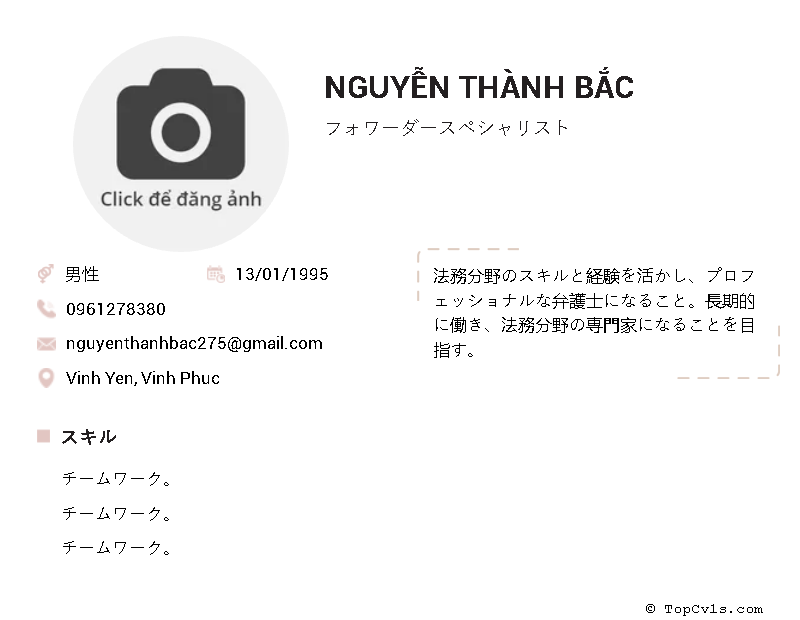 Click để đăng ảnh
NGUYỄN THÀNH BẮC
フォワーダースペシャリスト
男性
13/01/1995
0961278380
nguyenthanhbac275@gmail.com
Vinh Yen, Vinh Phuc
法務分野のスキルと経験を活かし、プロフ
ェッショナルな弁護士になること。長期的
に働き、法務分野の専門家になることを目
指す。
スキル
チームワーク。
チームワーク。
チームワーク。
© TopCvls.com